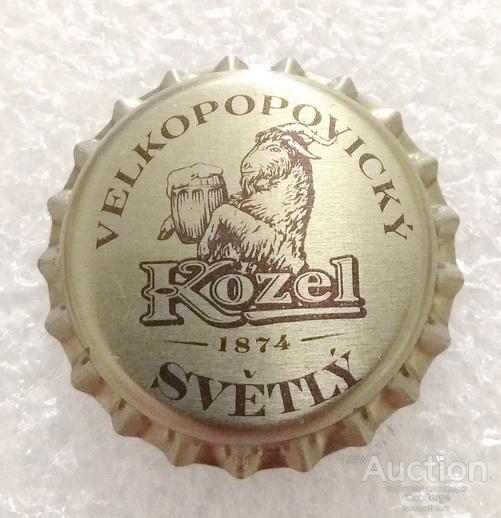 VELKOPOPOVICKÝ
Kozel
1874
SVĚTLÝ
Auction